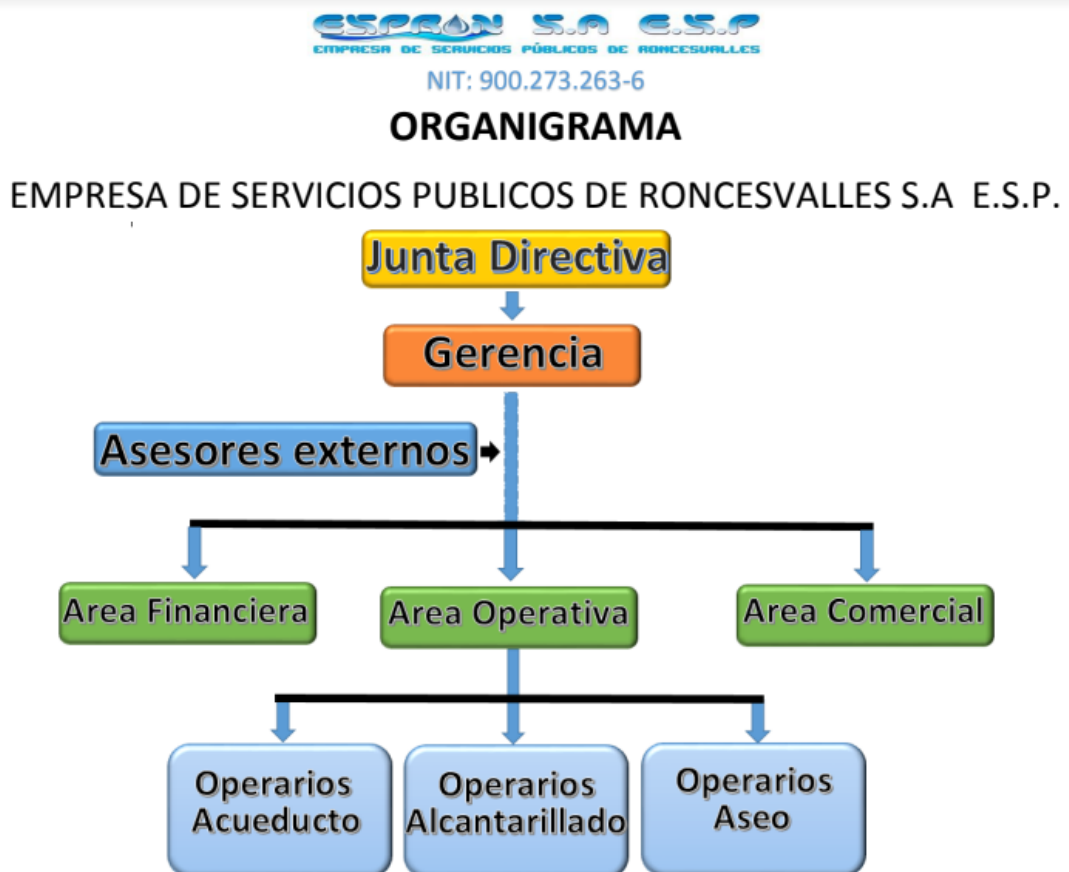 ESPRON S.A E.S.P
EMPRESA DE SERVICIOS PÚBLICOS DE RONCESVALLES
NIT: 900.273.263-6
ORGANIGRAMA
EMPRESA DE SERVICIOS PUBLICOS DE RONCESVALLES S.A E.S.P.
Junta Directiva
Gerencia
Asesores externos
Area Financiera
Area Operativa
Area Comercial
Operarios
Acueducto
Operarios
Alcantarillado
Operarios
Aseo